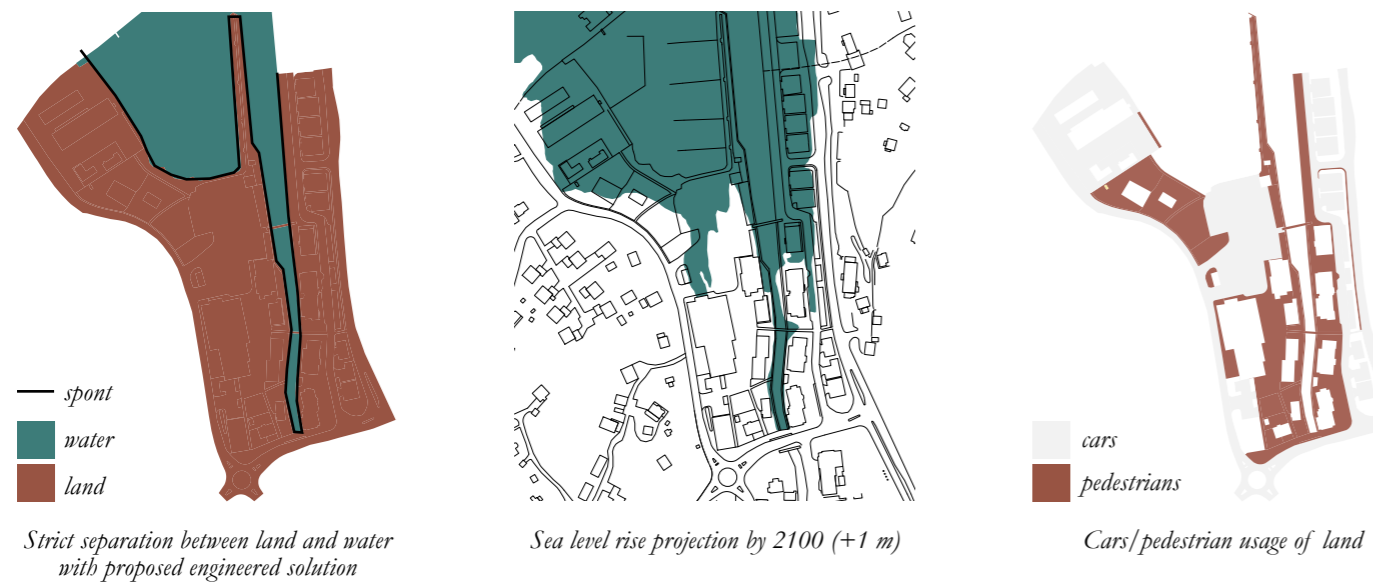 spont
water
land
Strict separation between land and water
with proposed engineered solution
Sea level rise projection by 2100 (+1 m)
cars
pedestrians
Cars/pedestrian usage of land